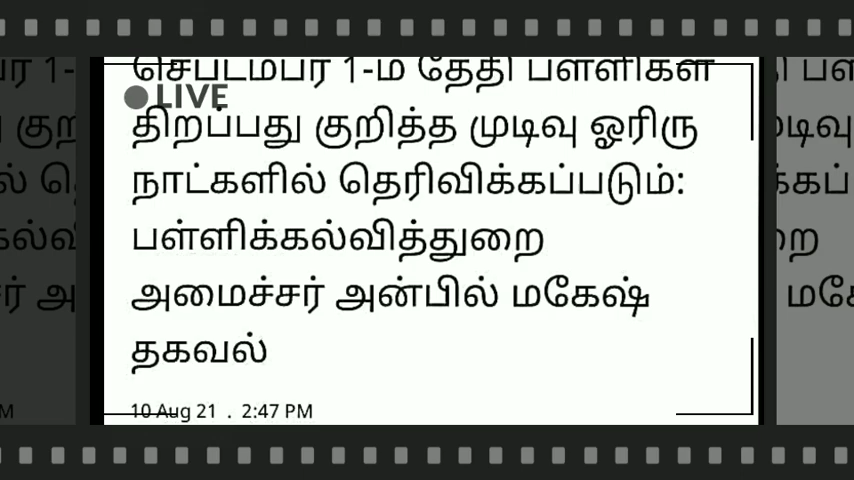 செப்டம்பர் 1-ம் தேதி பள்ளிகள்
LIVE
திறப்பது குறித்த முடிவு ஓரிரு
நாட்களில் தெரிவிக்கப்படும்:
பள்ளிக்கல்வித்துறை
அமைச்சர் அன்பில் மகேஷ்
தகவல்
10 Aug 21 . 2:47 PM